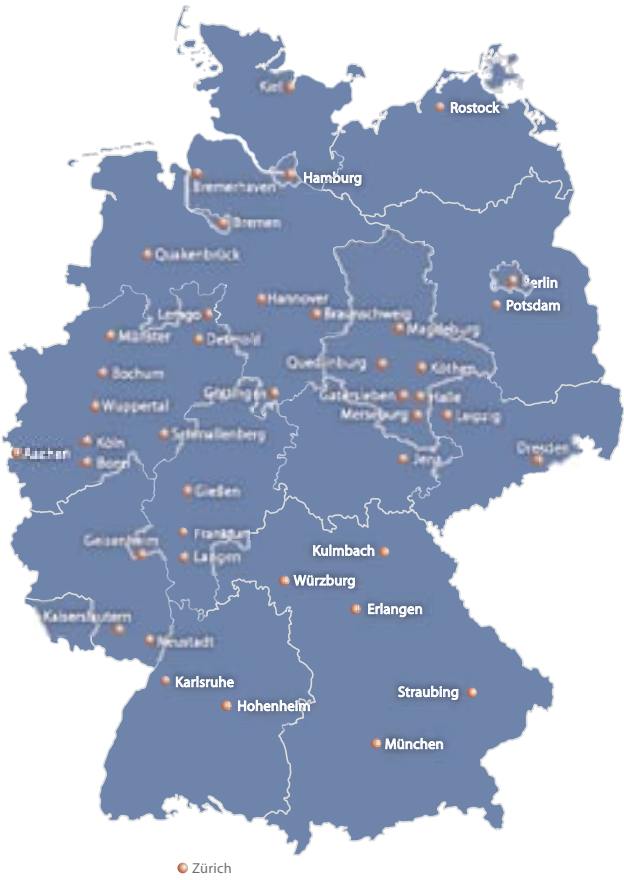 Kiel
Rostock
Hamburg
Bremerhaven
Bremen
Quakenbrück
Berlin
Hannover
Potsdam
Lemgo
Braunschweig
Magdeburg
Münster
Detmold
Quedlinburg
Köthen
Bochum
Göttingen
Gatersleben
Halle
Wuppertal
Merseburg
Leipzig
Schmallenberg
Köln
Aachen
Bonn
Dresden
Jena
Gießen
Frankfurt
Geisenheim
Langen
Kulmbach
Würzburg
Erlangen
Kaiserslautern
Neustadt
Karlsruhe
Straubing
Hohenheim
München
Zürich